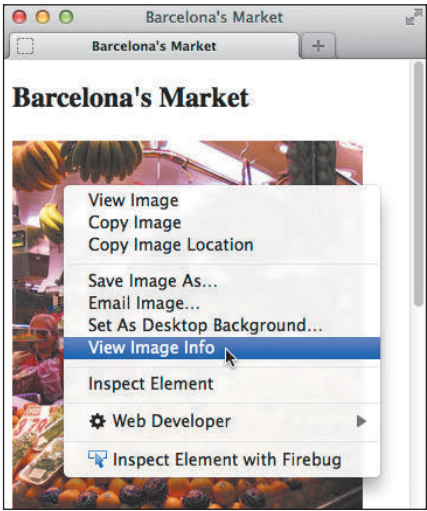 Barcelona's Market
Barcelona's Market
Barcelona's Market
View Image
Copy Image
Copy Image Location
Save Image As...
Email Image...
Set As Desktop Background...
View Image Info
Inspect Element
Web Developer
Inspect Element with Firebug